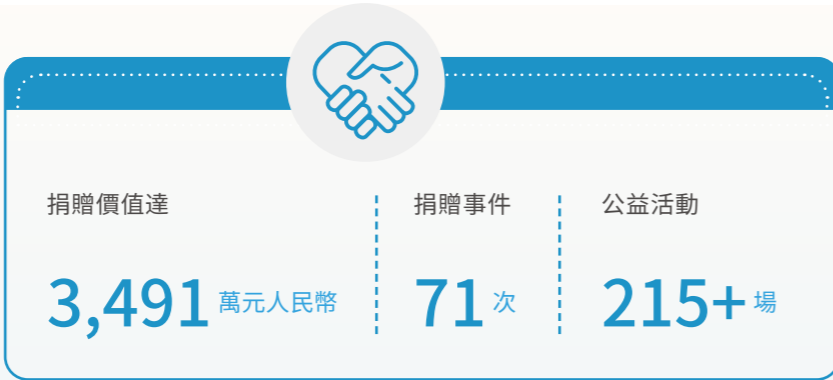 捐贈價值達
3,491 萬元人民幣
捐贈事件
71 次
公益活動
215+ 場